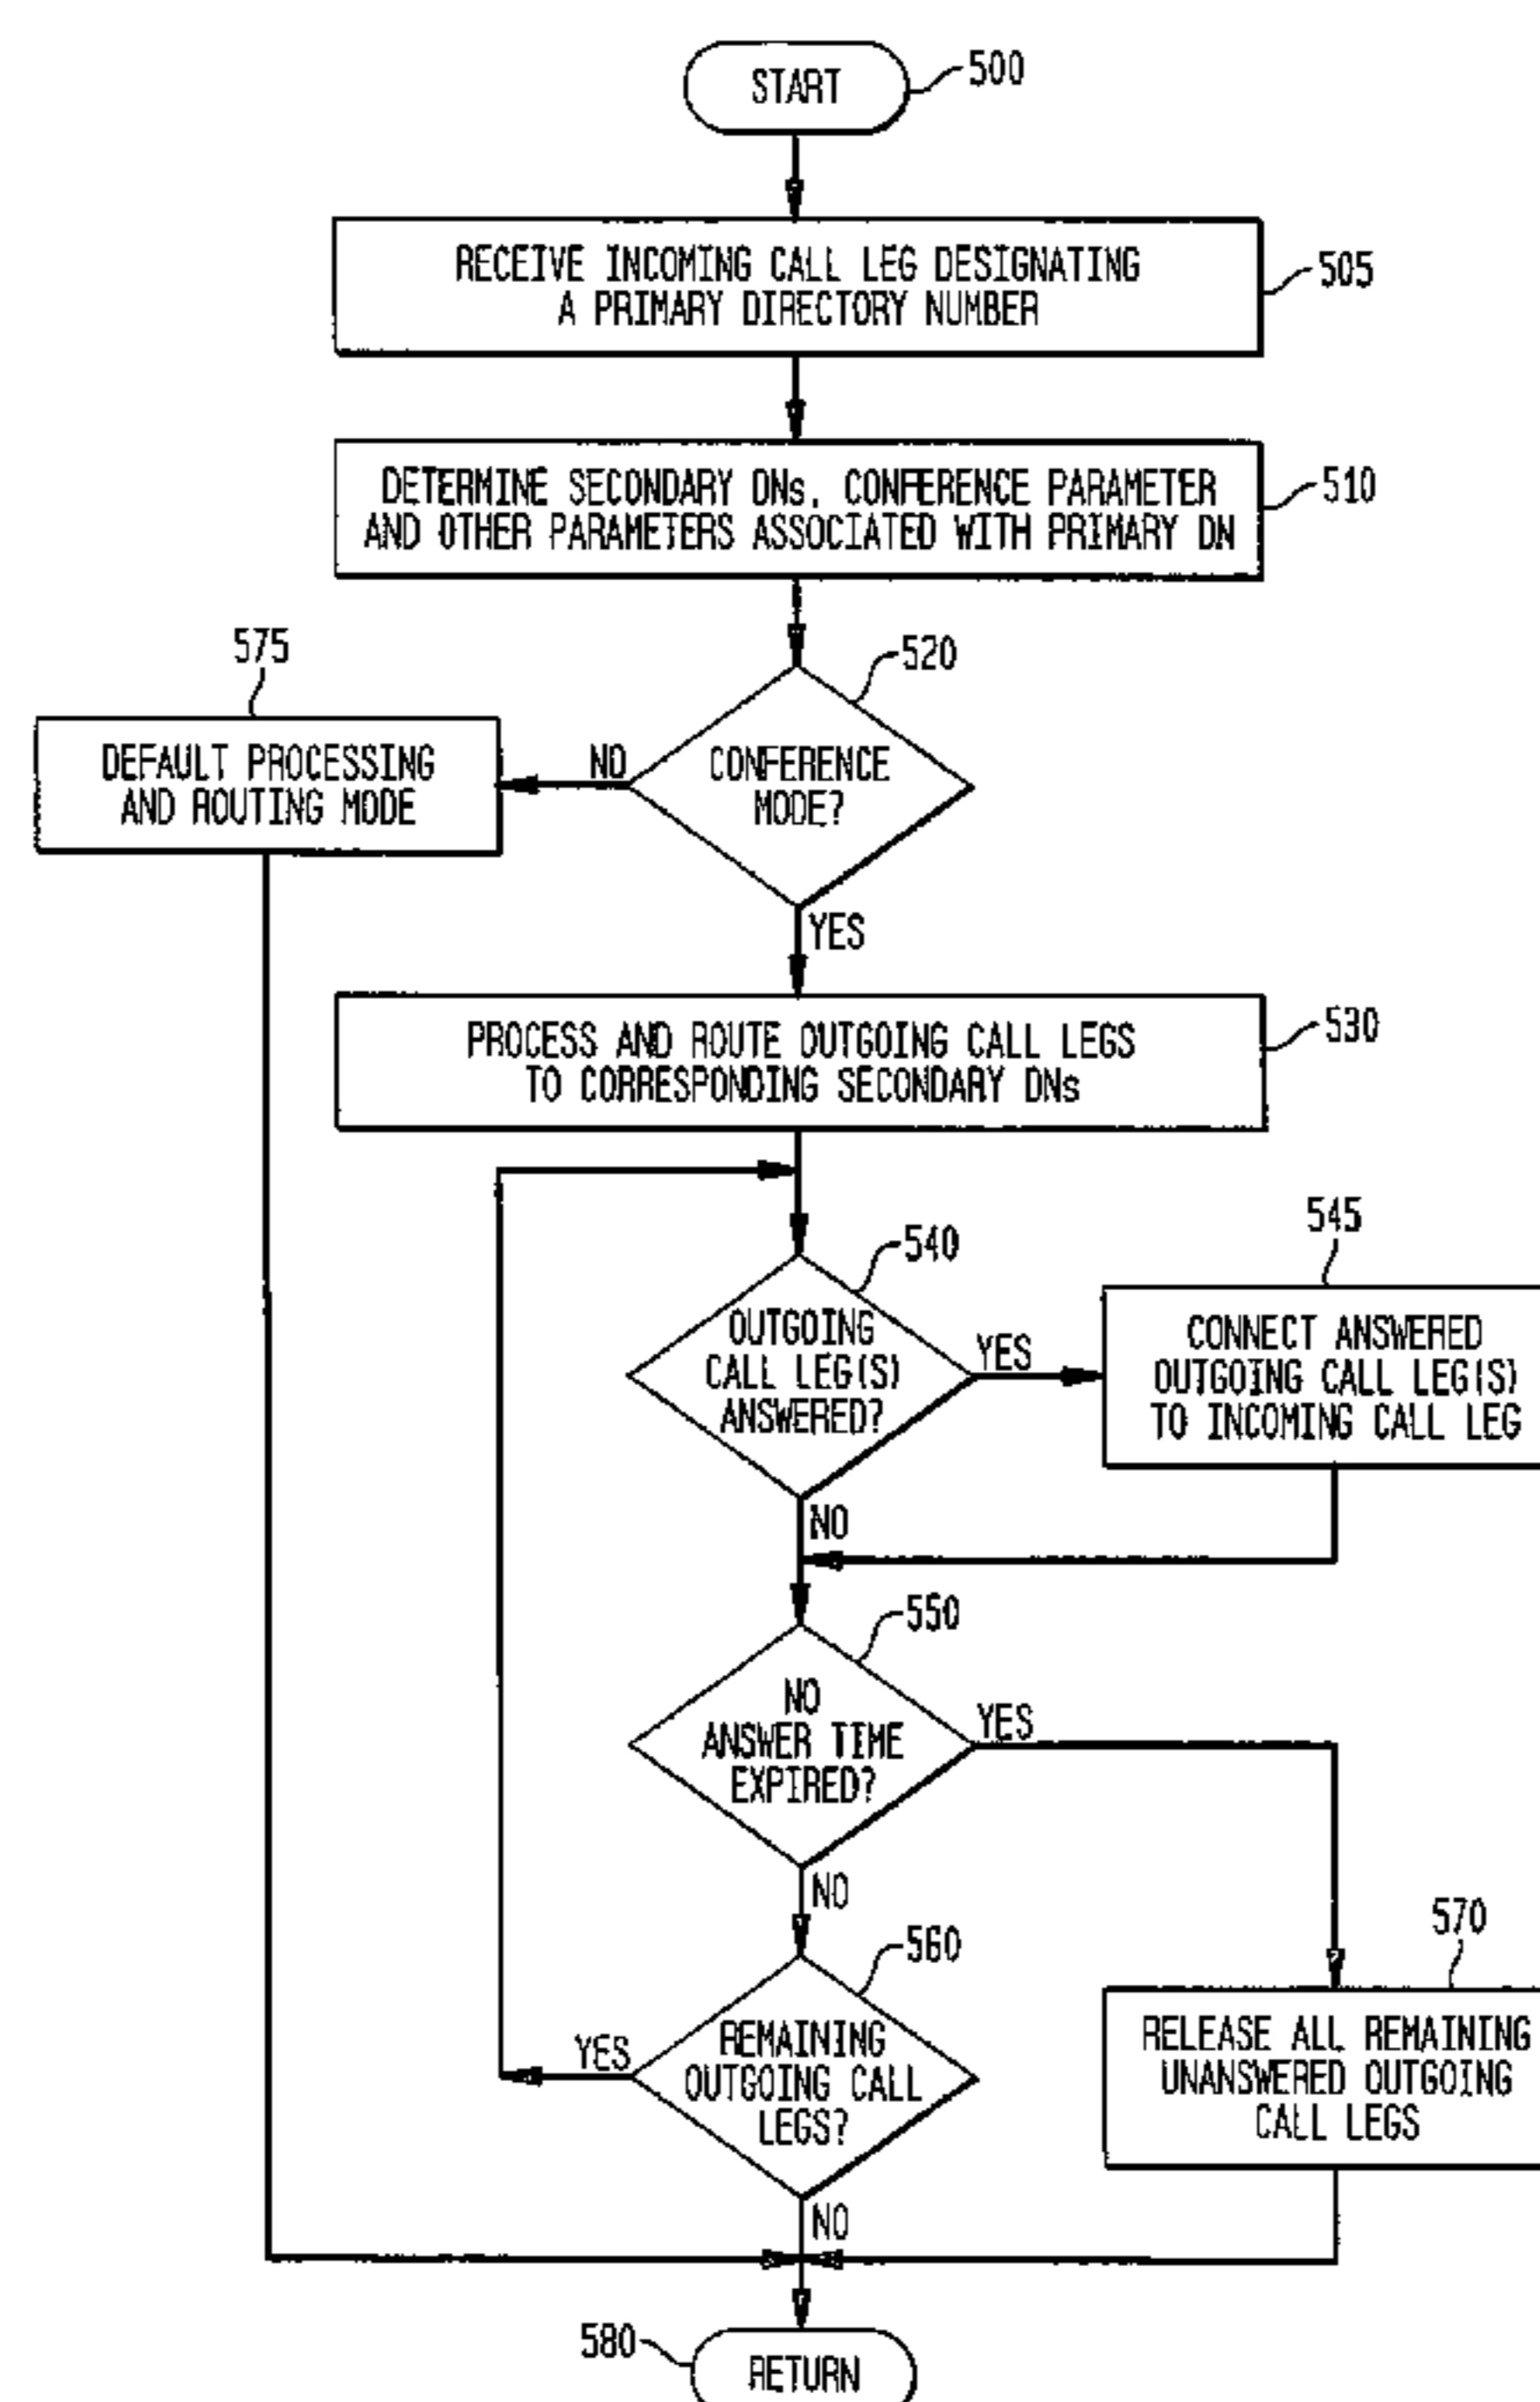 START
500
RECEIVE INCOMING CALL LEG DESIGNATING
A PRIMARY DIRECTORY NUMBER
505
DETERMINE SECONDARY DNs, CONFERENCE PARAMETER
AND OTHER PARAMETERS ASSOCIATED WITH PRIMARY DN
510
575
520
DEFAULT PROCESSING
AND ROUTING MODE
NO
CONFERENCE
MODE?
YES
PROCESS AND ROUTE OUTGOING CALL LEGS
TO CORRESPONDING SECONDARY DNs
530
540
545
OUTGOING
CALL LEG(S)
ANSWERED?
YES
CONNECT ANSWERED
OUTGOING CALL LEG(S)
TO INCOMING CALL LEG
NO
550
NO
ANSWER TIME
EXPIRED?
YES
NO
560
570
YES
REMAINING
OUTGOING CALL
LEGS?
RELEASE ALL REMAINING
UNANSWERED OUTGOING
CALL LEGS
NO
580
RETURN